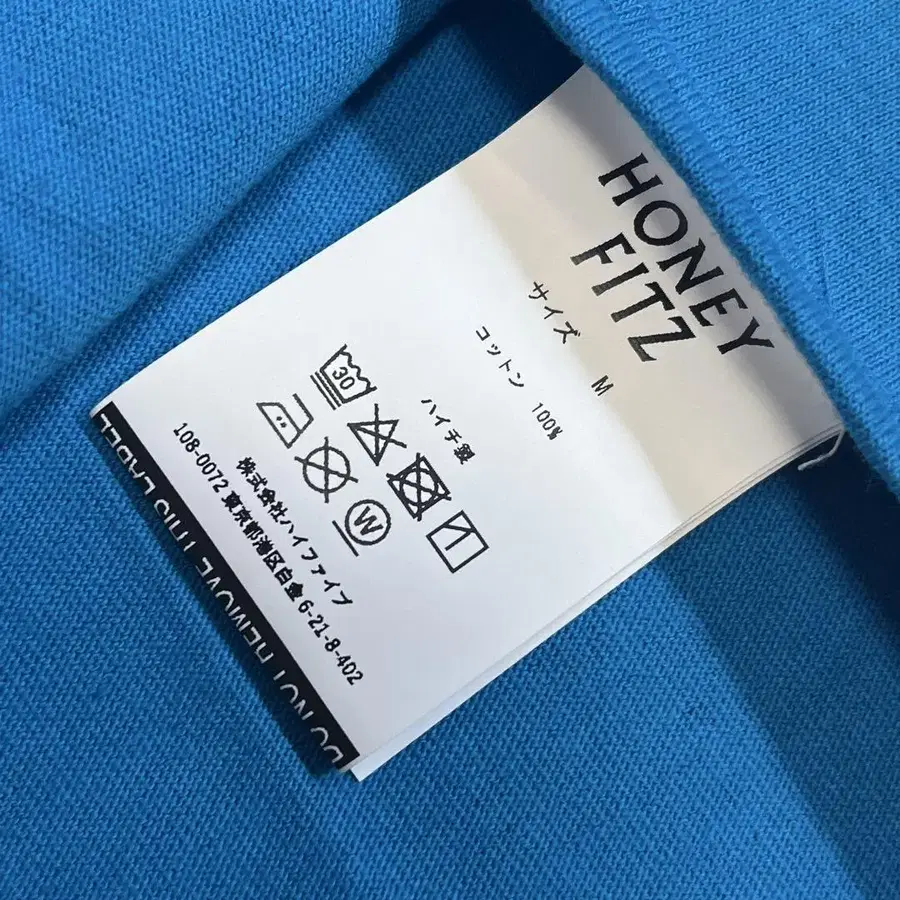 HONEY
FITZ
サイズ M
コットン 100%
ハイチ製
30
W
株式会社ハイファイブ
108-0072 東京都港区白金 6-21-8-402
DO NOT REMOVE THIS LABEL